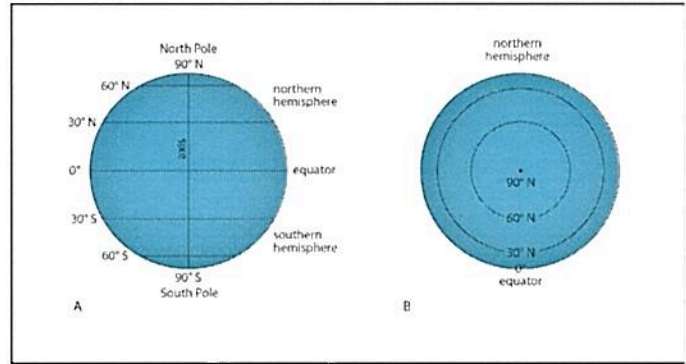 North Pole
90° N
60° N
northern
hemisphere
30° N
axis
0°
equator
30° S
southern
hemisphere
60° S
90° S
South Pole
A
northern
hemisphere
90° N
60° N
30° N
0°
equator
B